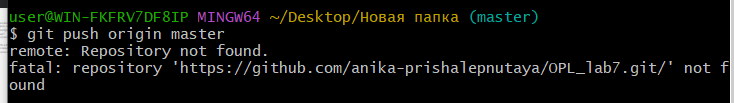 user@WIN-FKFRV7DF8IP MINGW64 ~/Desktop/Новая папка (master)
$ git push origin master
remote: Repository not found.
fatal: repository 'https://github.com/anika-prishalepnutaya/OPL_lab7.git/' not f
ound